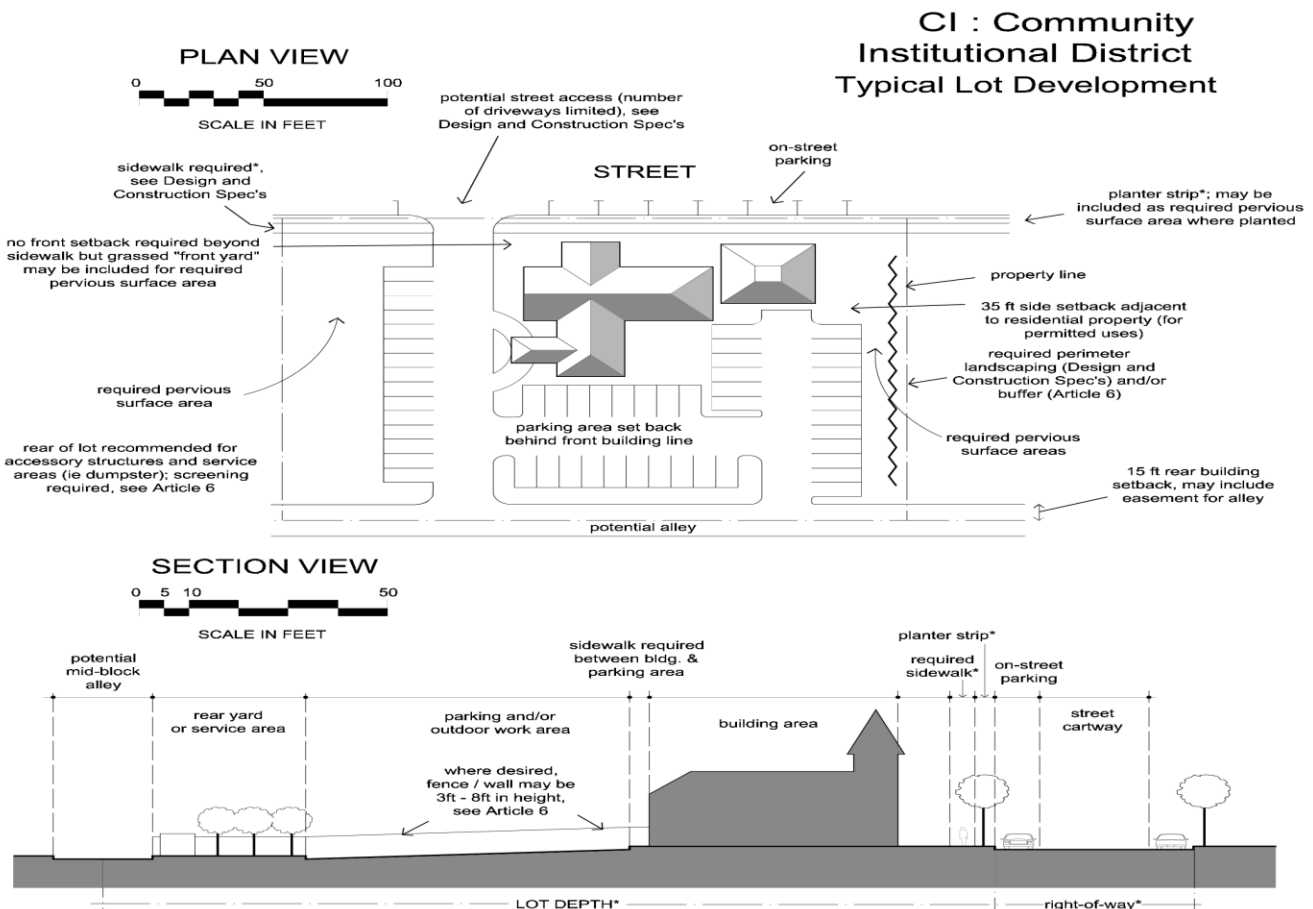 CI : Community
Institutional District
Typical Lot Development
PLAN VIEW
0 50 100
SCALE IN FEET
potential street access (number
of driveways limited), see
Design and Construction Spec's
on-street
parking
STREET
sidewalk required*,
see Design and
Construction Spec's
planter strip*; may be
included as required pervious
surface area where planted
no front setback required beyond
sidewalk but grassed "front yard"
may be included for required
pervious surface area
property line
35 ft side setback adjacent
to residential property (for
permitted uses)
required perimeter
landscaping (Design and
Construction Spec's) and/or
buffer (Article 6)
required pervious
surface area
parking area set back
behind front building line
required pervious
surface areas
rear of lot recommended for
accessory structures and service
areas (ie dumpster); screening
required, see Article 6
15 ft rear building
setback, may include
easement for alley
potential alley
SECTION VIEW
0 5 10 50
SCALE IN FEET
potential
mid-block
alley
rear yard
or service area
parking and/or
outdoor work area
sidewalk required
between bldg. &
parking area
building area
planter strip*
required
sidewalk*
on-street
parking
street
cartway
where desired,
fence / wall may be
3ft - 8ft in height,
see Article 6
LOT DEPTH*
right-of-way*